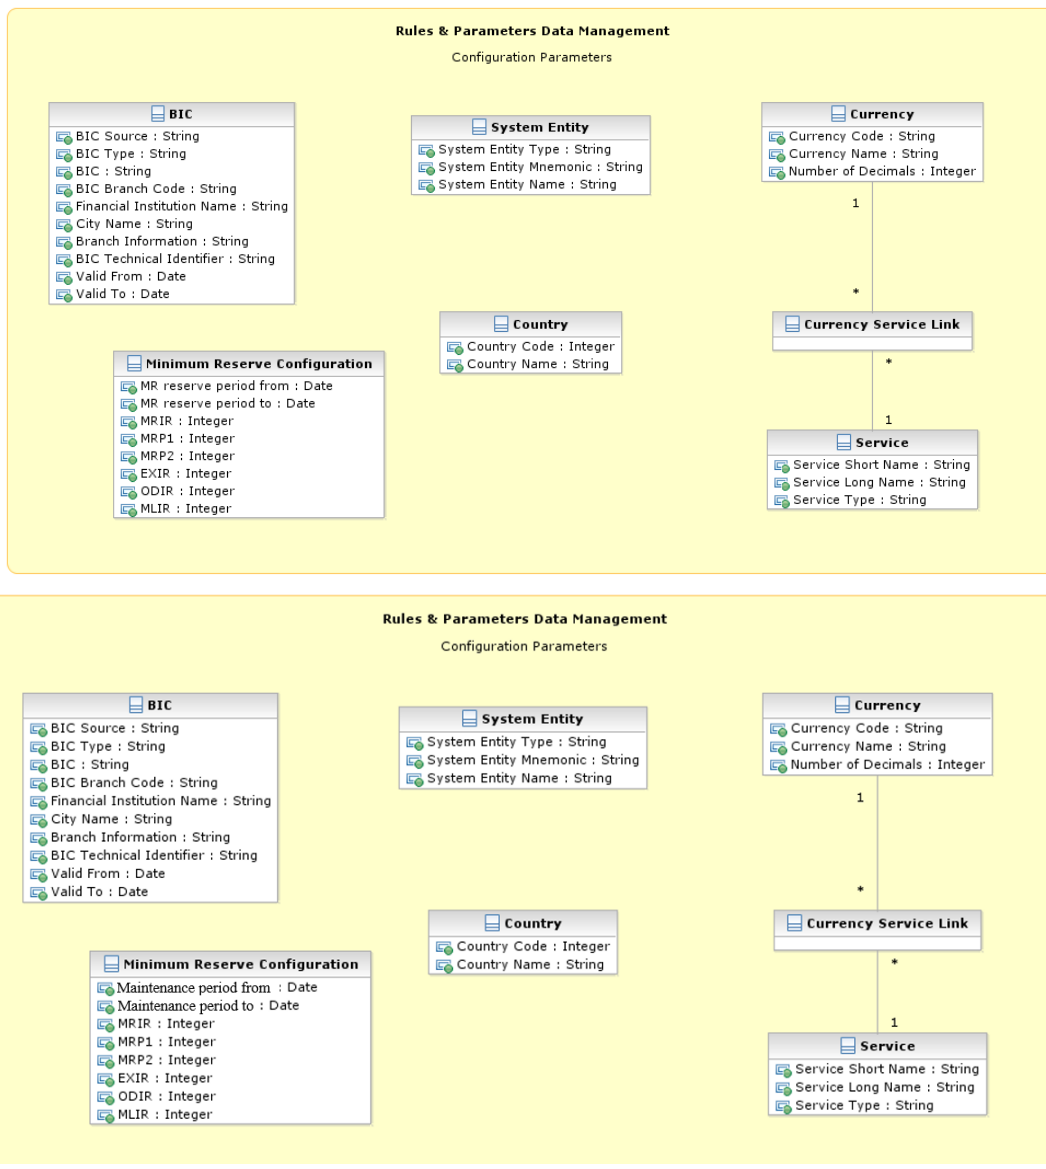 Rules & Parameters Data Management
Configuration Parameters
BIC
BIC Source : String
BIC Type : String
BIC : String
BIC Branch Code : String
Financial Institution Name : String
City Name : String
Branch Information : String
BIC Technical Identifier : String
Valid From : Date
Valid To : Date
System Entity
System Entity Type : String
System Entity Mnemonic : String
System Entity Name : String
Currency
Currency Code : String
Currency Name : String
Number of Decimals : Integer
1
*
Country
Country Code : Integer
Country Name : String
Currency Service Link
*
1
Minimum Reserve Configuration
MR reserve period from : Date
MR reserve period to : Date
MRIR : Integer
MRP1 : Integer
MRP2 : Integer
EXIR : Integer
ODIR : Integer
MLIR : Integer
Service
Service Short Name : String
Service Long Name : String
Service Type : String
Rules & Parameters Data Management
Configuration Parameters
BIC
BIC Source : String
BIC Type : String
BIC : String
BIC Branch Code : String
Financial Institution Name : String
City Name : String
Branch Information : String
BIC Technical Identifier : String
Valid From : Date
Valid To : Date
System Entity
System Entity Type : String
System Entity Mnemonic : String
System Entity Name : String
Currency
Currency Code : String
Currency Name : String
Number of Decimals : Integer
1
*
Country
Country Code : Integer
Country Name : String
Currency Service Link
*
1
Minimum Reserve Configuration
Maintenance period from : Date
Maintenance period to : Date
MRIR : Integer
MRP1 : Integer
MRP2 : Integer
EXIR : Integer
ODIR : Integer
MLIR : Integer
Service
Service Short Name : String
Service Long Name : String
Service Type : String